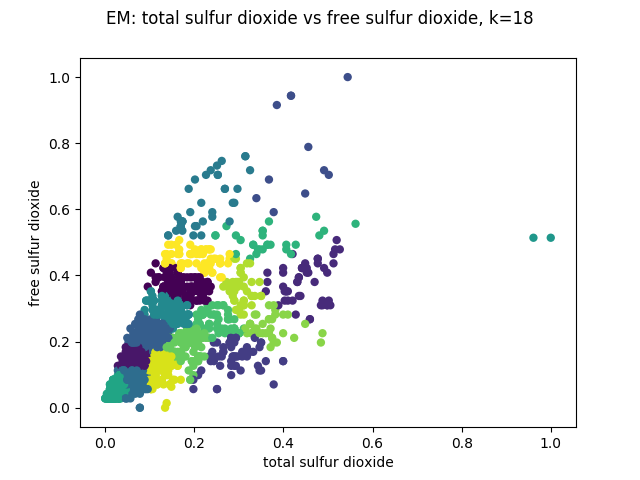 EM: total sulfur dioxide vs free sulfur dioxide, k=18
1.0
0.8
0.6
0.4
0.2
0.0
free sulfur dioxide
0.0 0.2 0.4 0.6 0.8 1.0
total sulfur dioxide